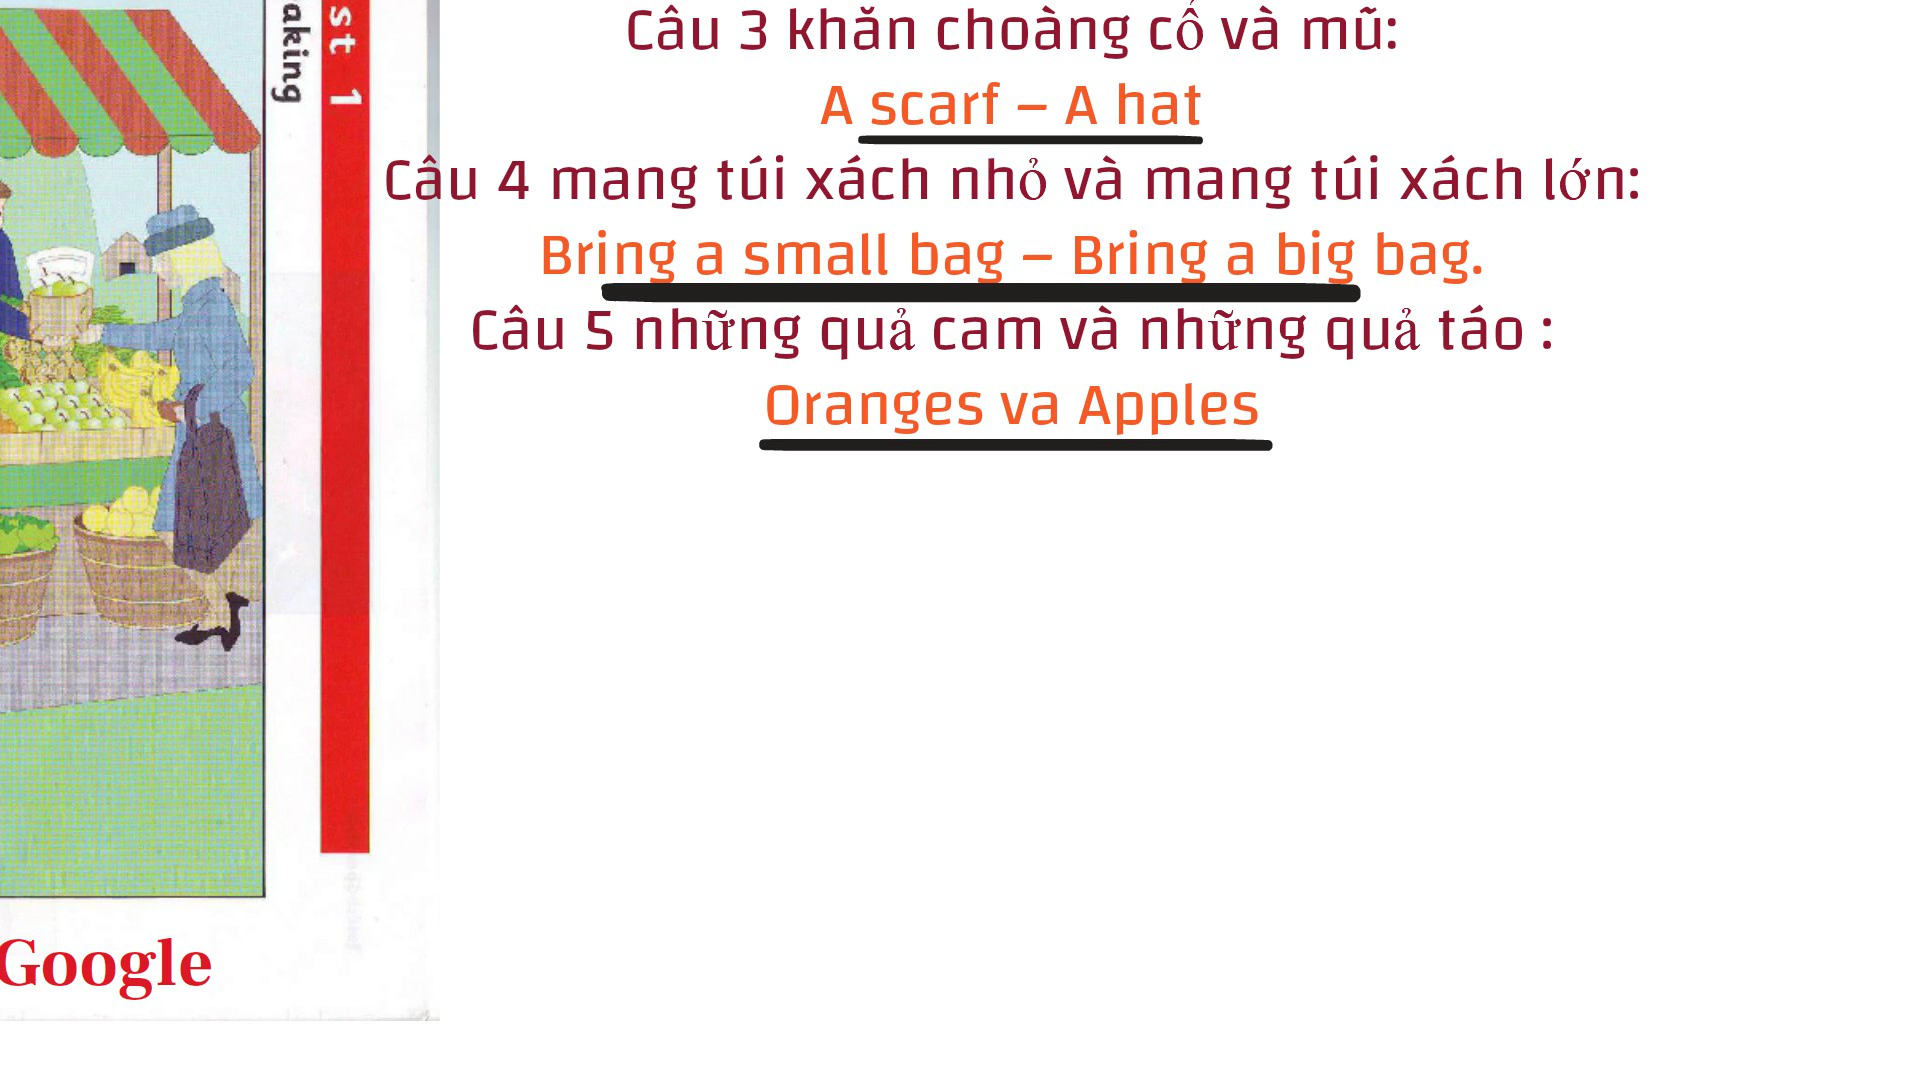 st 1
aking
Câu 3 khăn choàng cổ và mũ:
A scarf – A hat
Câu 4 mang túi xách nhỏ và mang túi xách lớn:
Bring a small bag – Bring a big bag.
Câu 5 những quả cam và những quả táo :
Oranges va Apples
Google